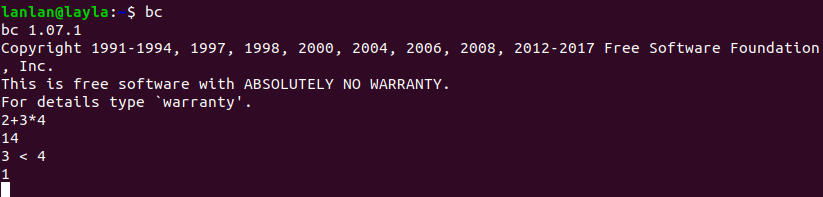 lanlan@layla:~$ bc
bc 1.07.1
Copyright 1991-1994, 1997, 1998, 2000, 2004, 2006, 2008, 2012-2017 Free Software Foundation
, Inc.
This is free software with ABSOLUTELY NO WARRANTY.
For details type `warranty'.
2+3*4
14
3 < 4
1